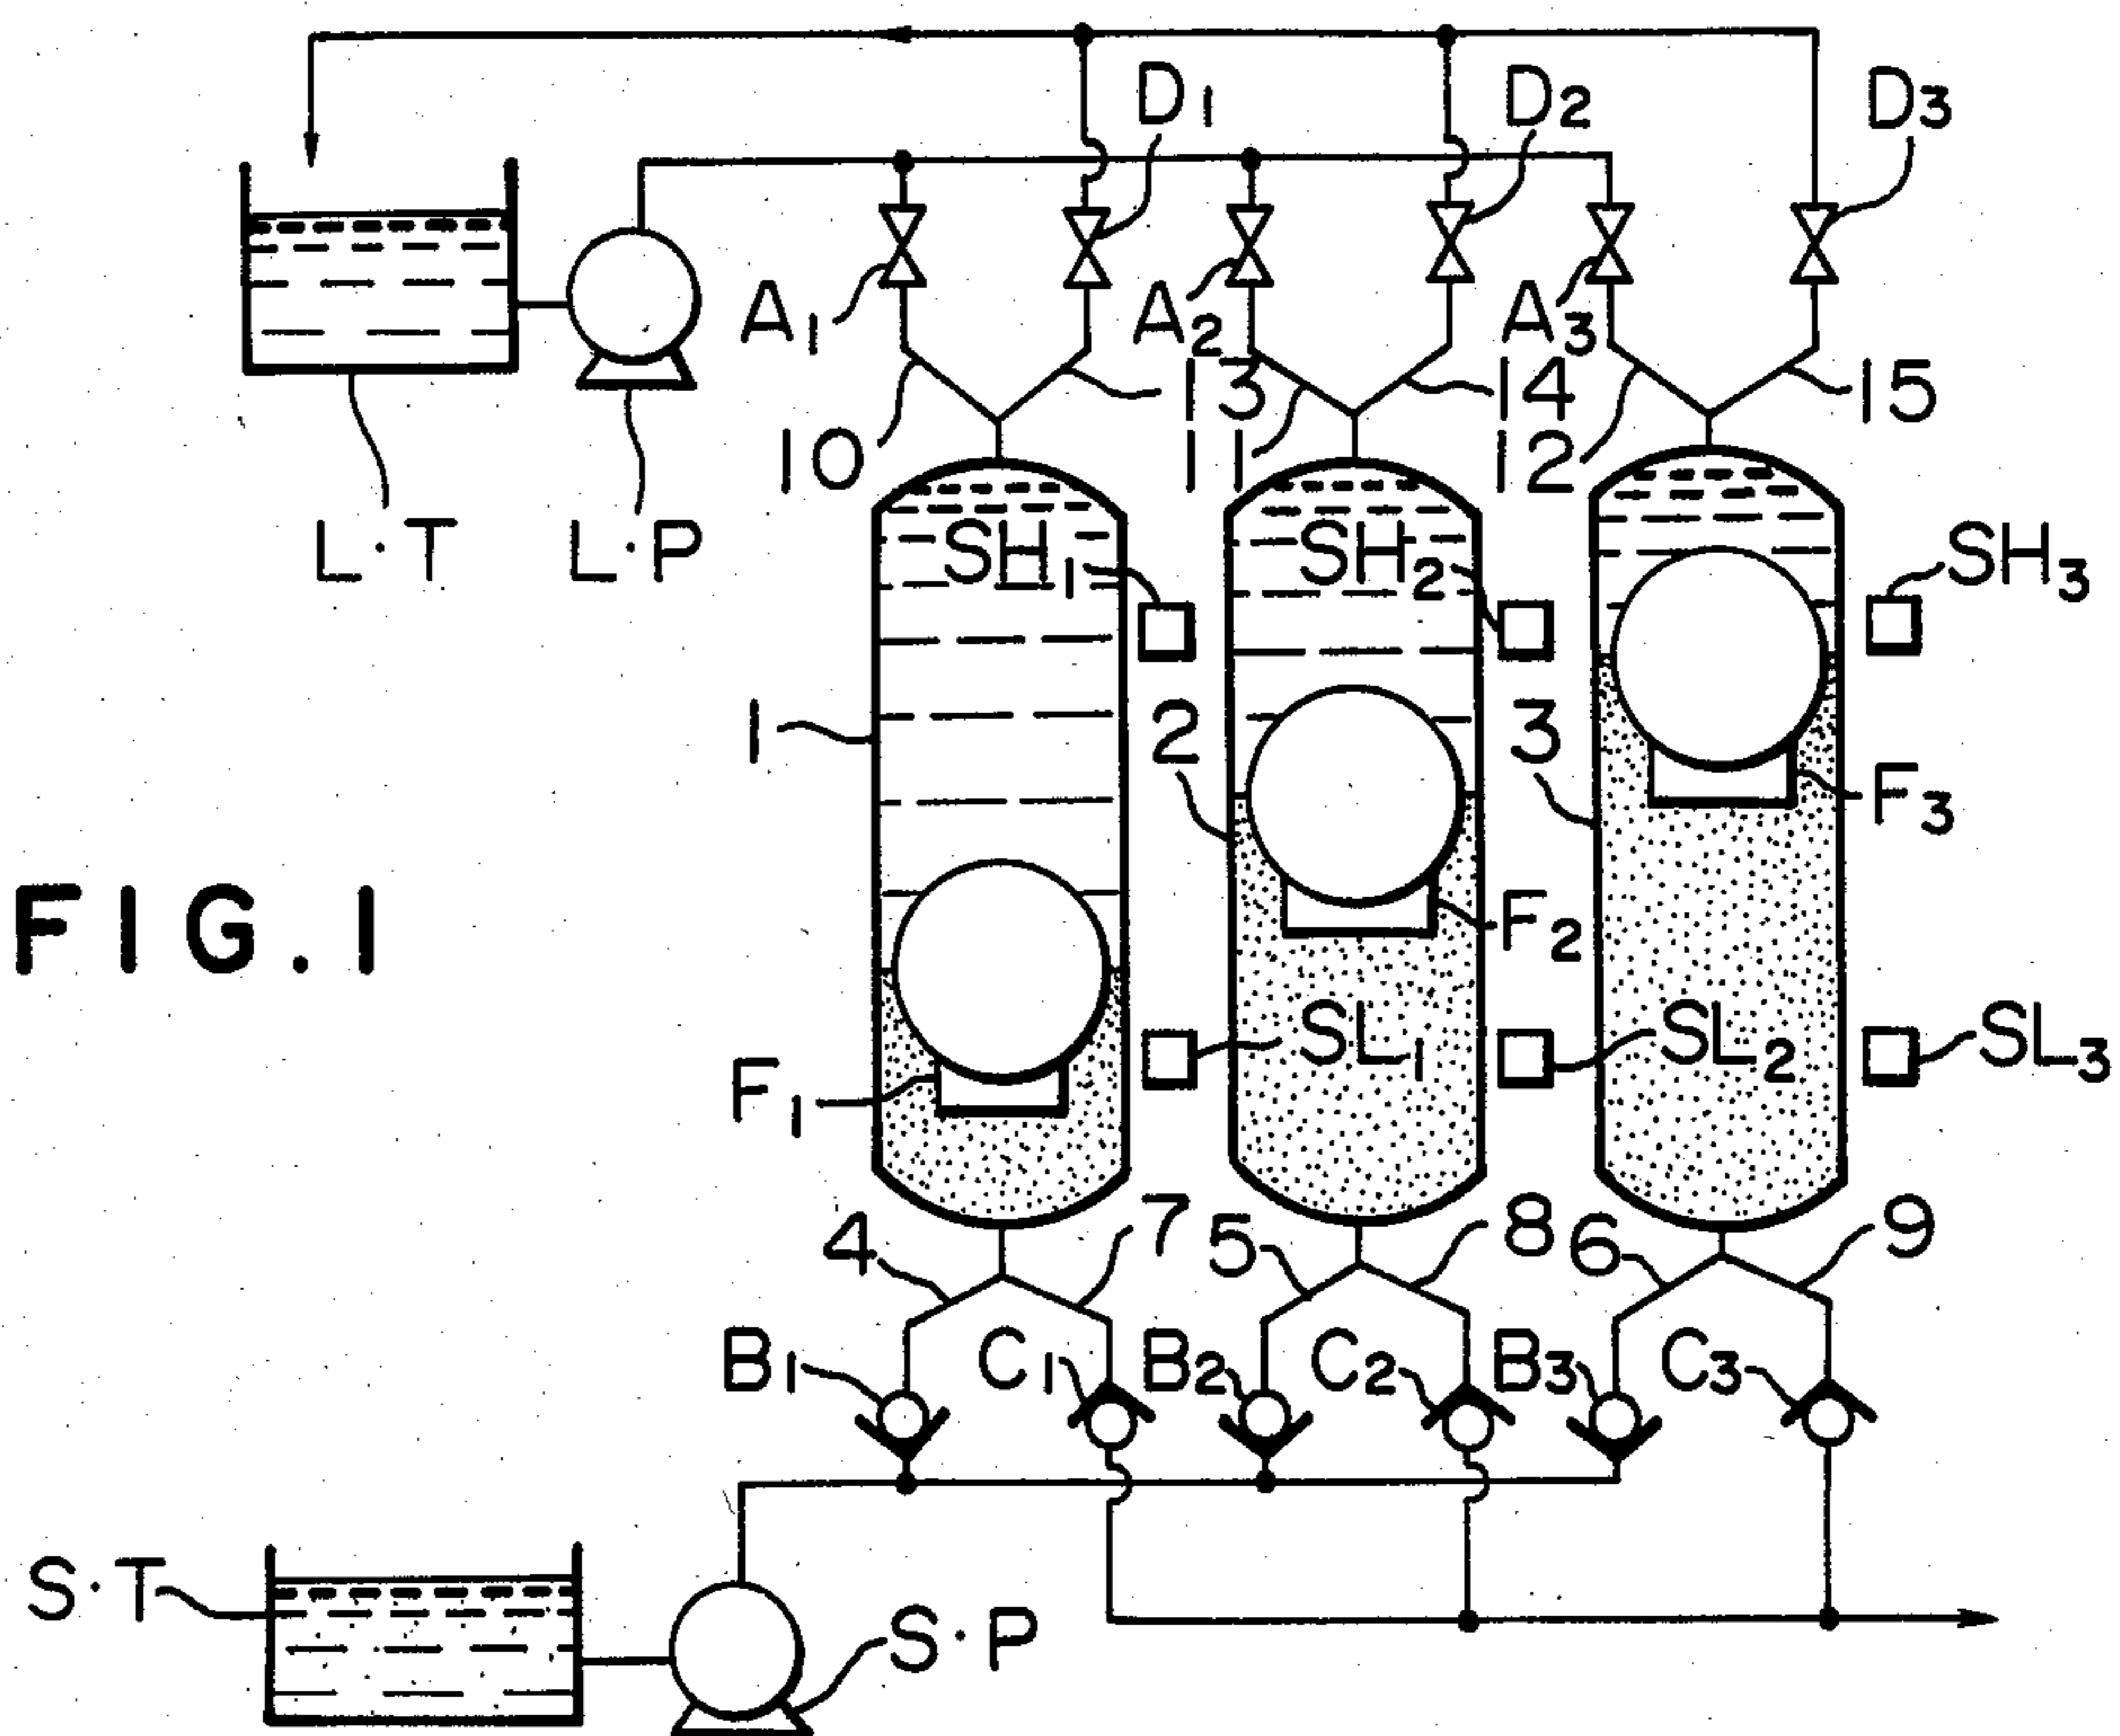 D1 D2 D3
A1 A2 A3
10 13 11 14 12 15
L·T L·P
SH1 SH2 SH3
1 2 3
F1 F2 F3
FIG. 1
SL1 SL2 SL3
4 7 5 8 6 9
B1 C1 B2 C2 B3 C3
S·T S·P